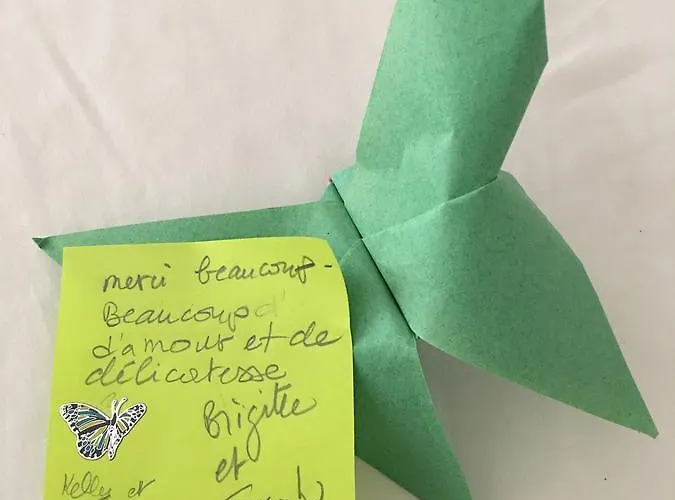 merci beaucoup -
Beaucoup d'
d'amour et de
délicatesse
Brigitte
et
Kelly et